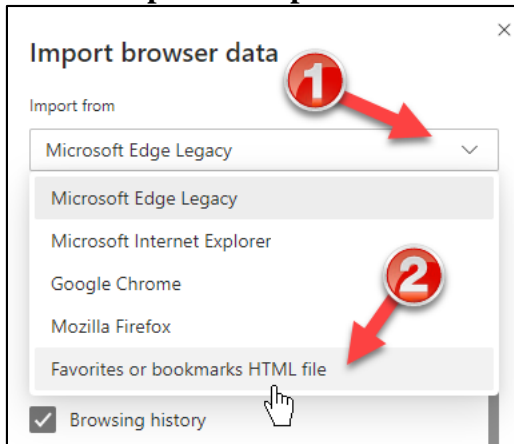 Import browser data
1
Import from
Microsoft Edge Legacy
Microsoft Edge Legacy
Microsoft Internet Explorer
Google Chrome
2
Mozilla Firefox
Favorites or bookmarks HTML file
Browsing history